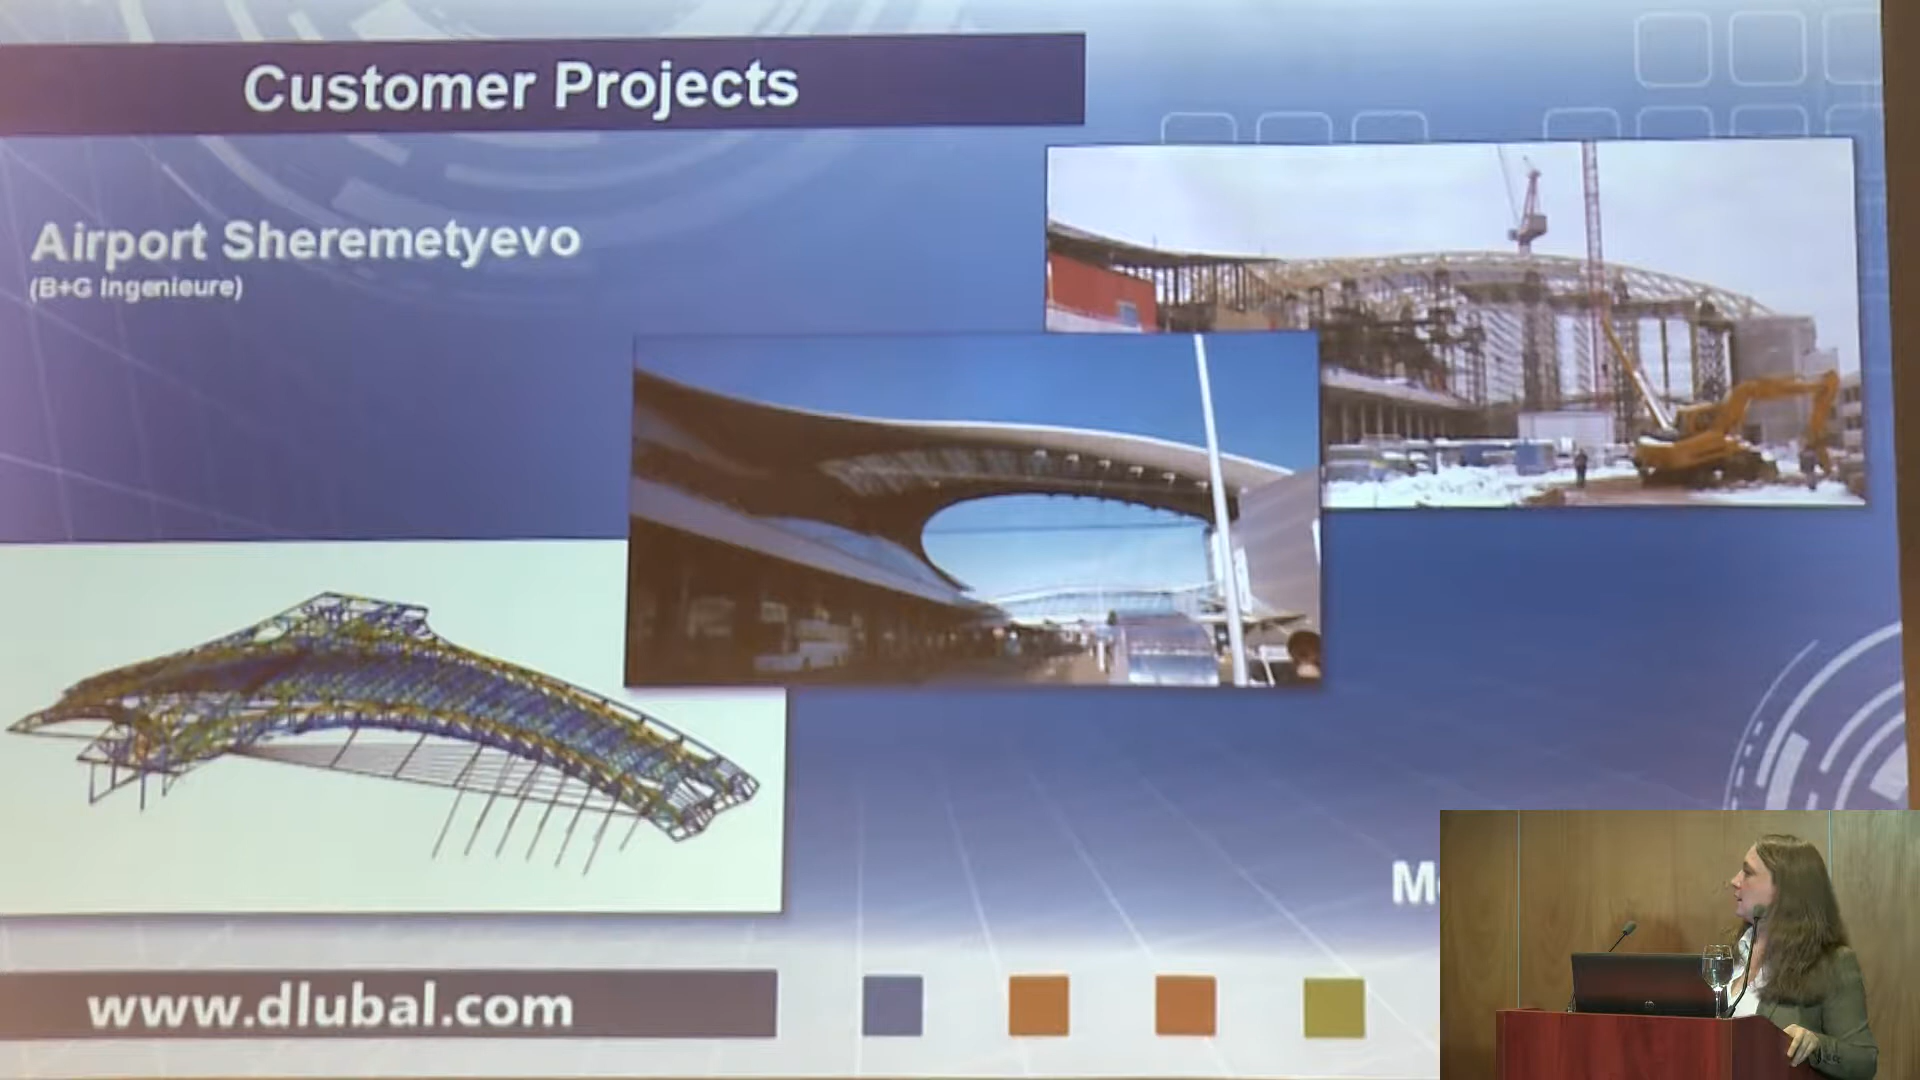 Customer Projects
Airport Sheremetyevo
(B+G Ingenieure)
www.dlubal.com